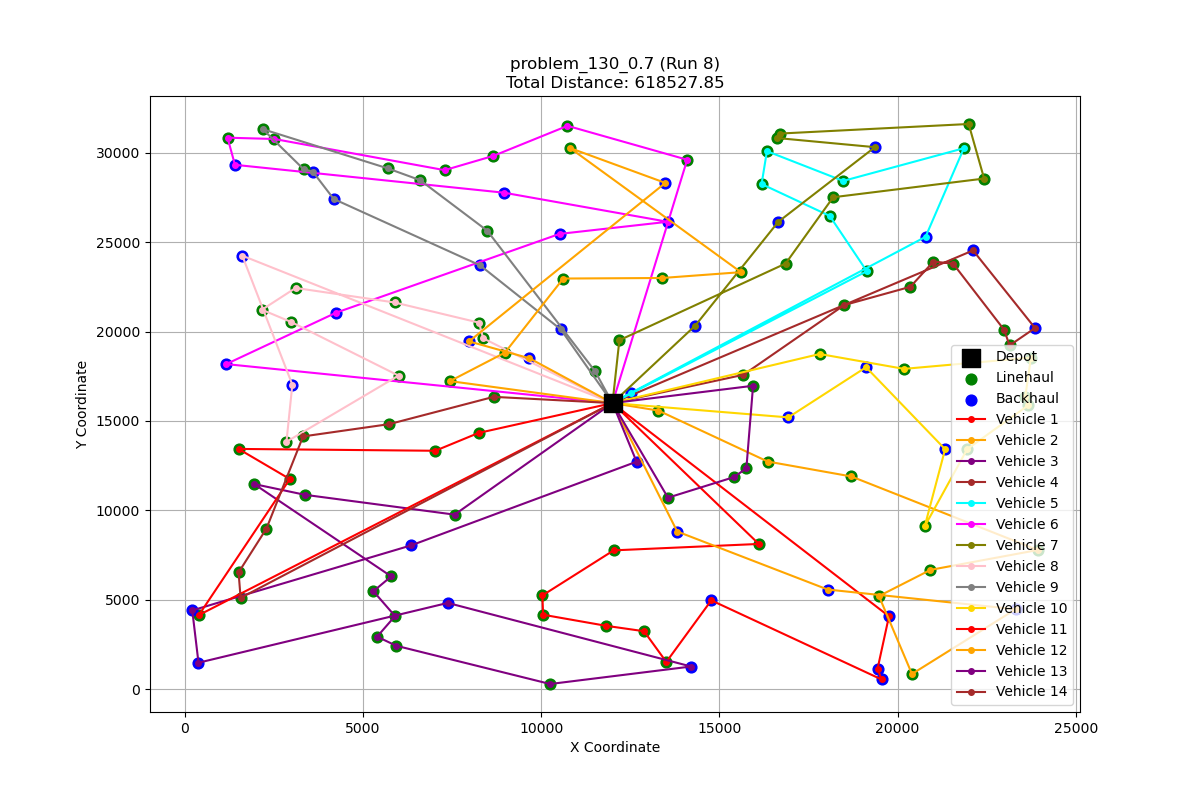 problem_130_0.7 (Run 8)
Total Distance: 618527.85
Y Coordinate
30000
25000
20000
15000
10000
5000
0
Depot
Linehaul
Backhaul
Vehicle 1
Vehicle 2
Vehicle 3
Vehicle 4
Vehicle 5
Vehicle 6
Vehicle 7
Vehicle 8
Vehicle 9
Vehicle 10
Vehicle 11
Vehicle 12
Vehicle 13
Vehicle 14
0 5000 10000 15000 20000 25000
X Coordinate